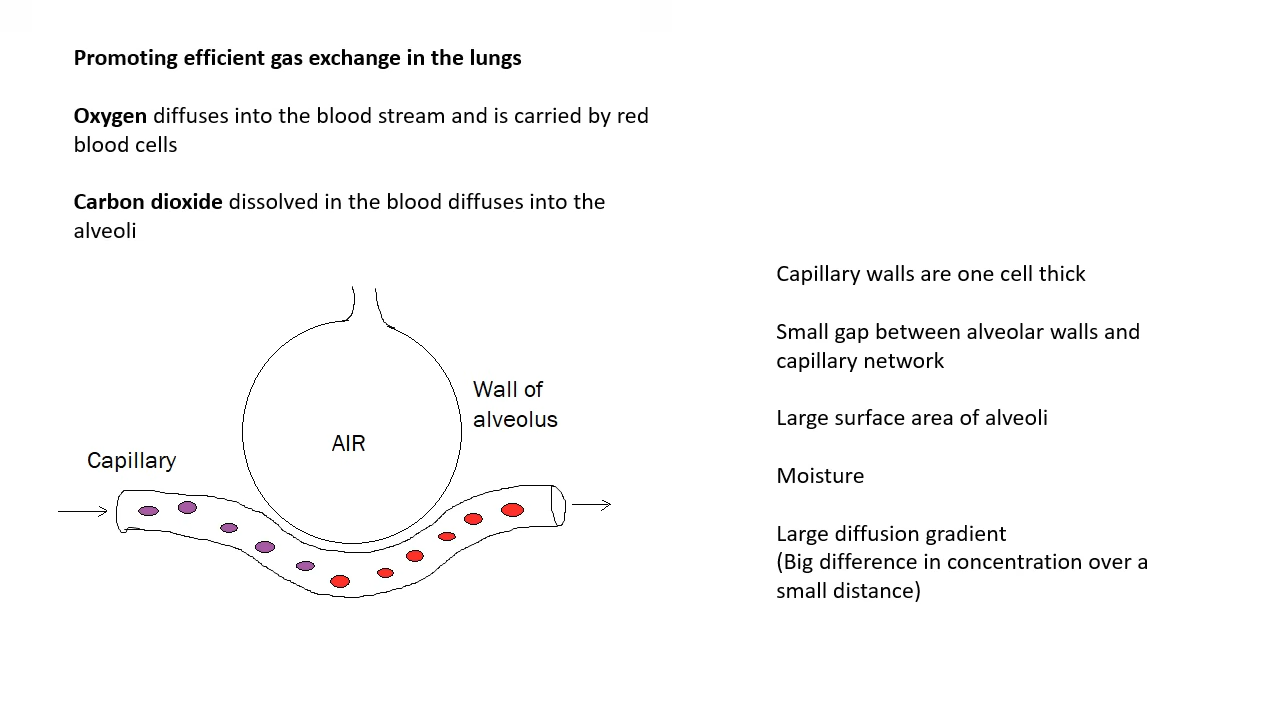 Promoting efficient gas exchange in the lungs
Oxygen diffuses into the blood stream and is carried by red
blood cells
Carbon dioxide dissolved in the blood diffuses into the
alveoli
Capillary walls are one cell thick
Small gap between alveolar walls and
capillary network
Large surface area of alveoli
Moisture
Large diffusion gradient
(Big difference in concentration over a
small distance)
Wall of
alveolus
AIR
Capillary